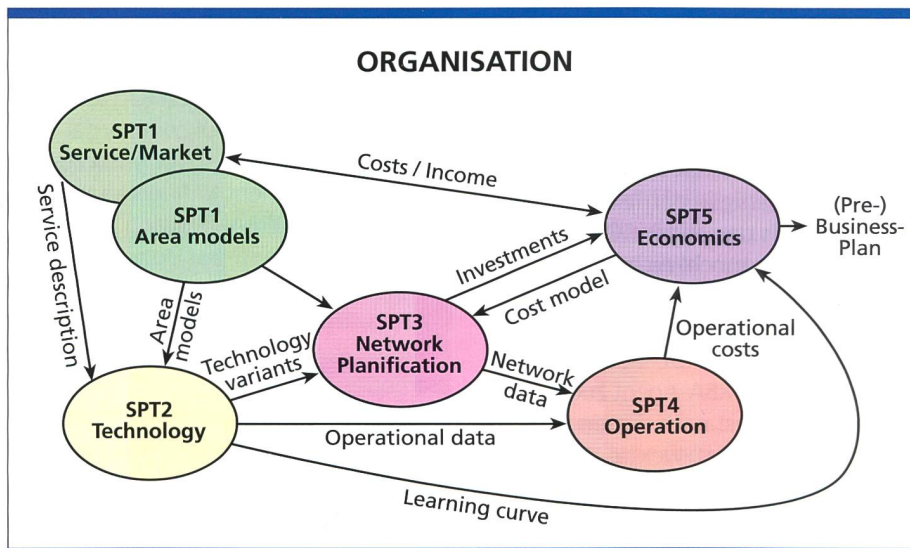 ORGANISATION
SPT1
Service/Market
SPT1
Area models
Service description
Area
models
Costs / Income
SPT5
Economics
(Pre-)
Business-
Plan
Investments
Cost model
SPT3
Network
Planification
Technology
variants
Network
data
Operational
costs
SPT2
Technology
SPT4
Operation
Operational data
Learning curve